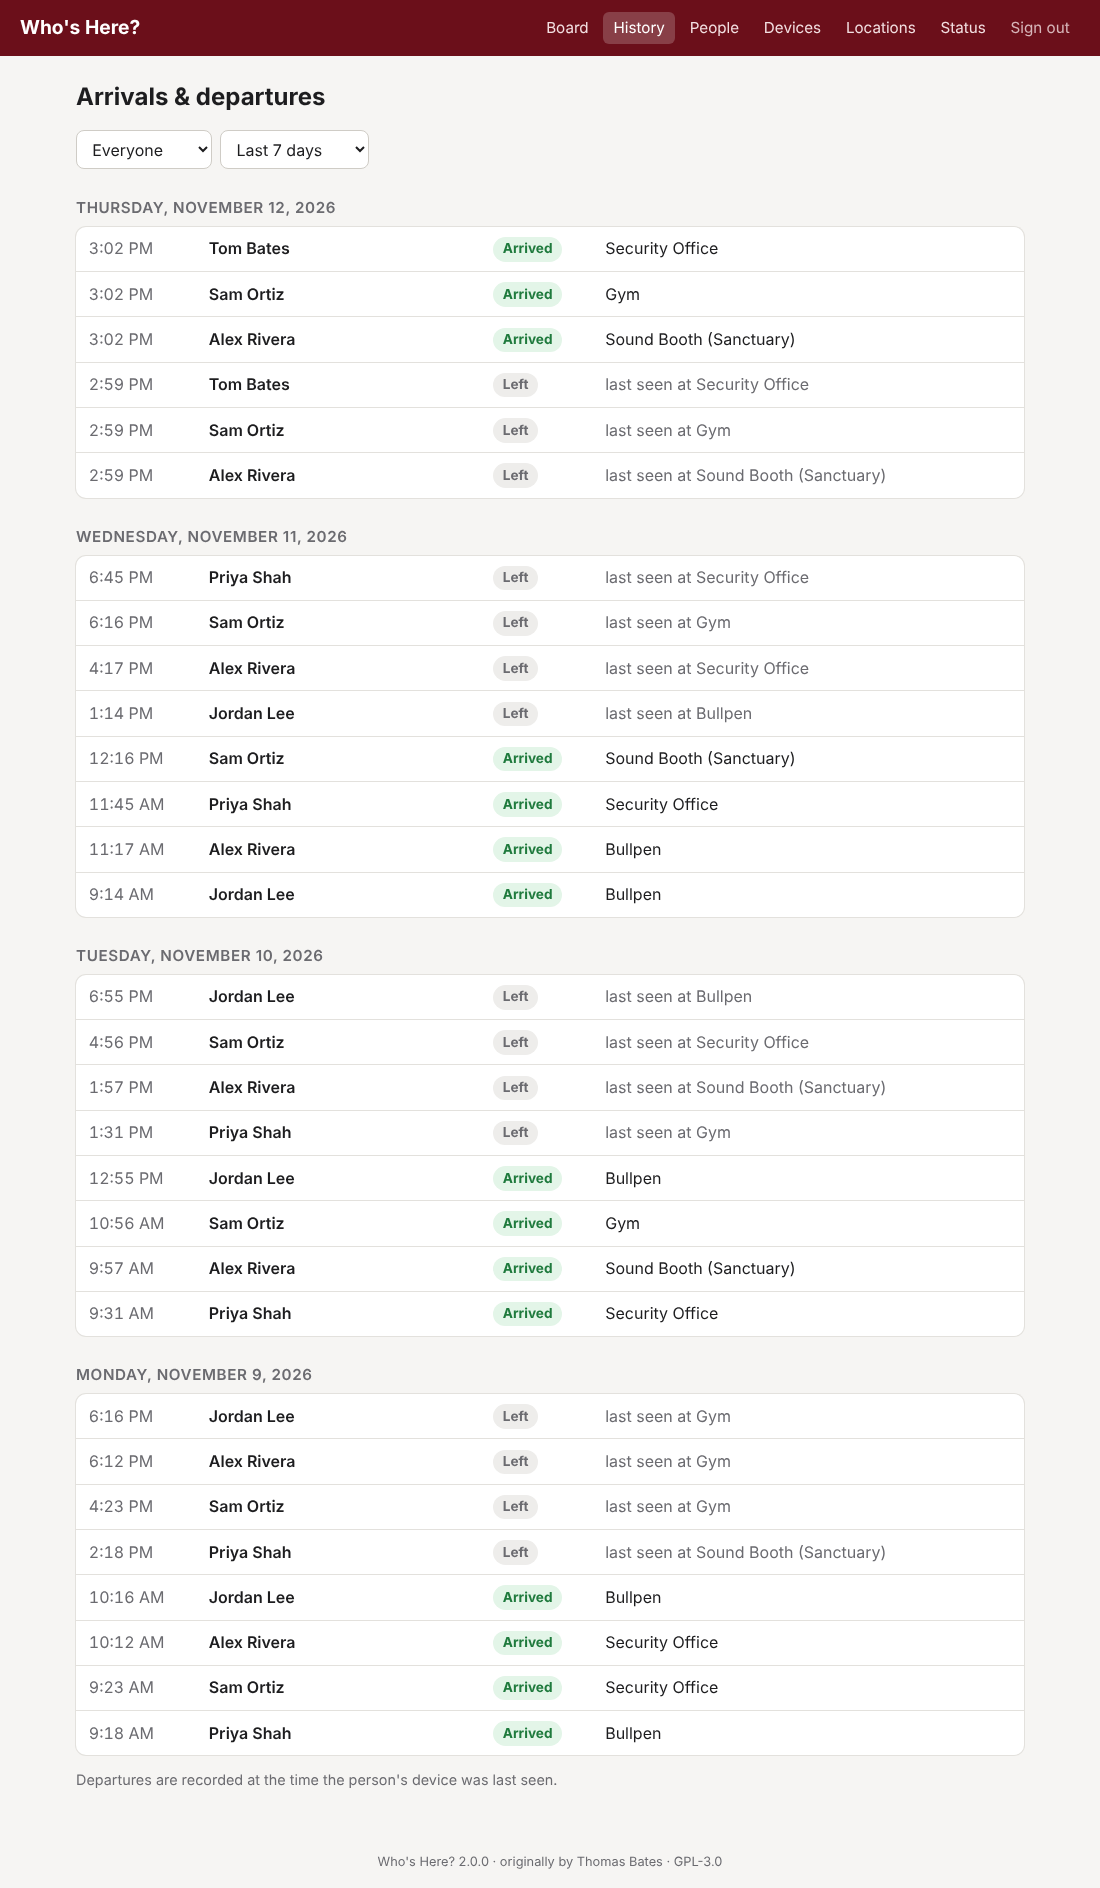 Who's Here? Board History People Devices Locations Status Sign out
Arrivals & departures
Everyone Last 7 days
THURSDAY, NOVEMBER 12, 2026
3:02 PM Tom Bates Arrived Security Office
3:02 PM Sam Ortiz Arrived Gym
3:02 PM Alex Rivera Arrived Sound Booth (Sanctuary)
2:59 PM Tom Bates Left last seen at Security Office
2:59 PM Sam Ortiz Left last seen at Gym
2:59 PM Alex Rivera Left last seen at Sound Booth (Sanctuary)
WEDNESDAY, NOVEMBER 11, 2026
6:45 PM Priya Shah Left last seen at Security Office
6:16 PM Sam Ortiz Left last seen at Gym
4:17 PM Alex Rivera Left last seen at Security Office
1:14 PM Jordan Lee Left last seen at Bullpen
12:16 PM Sam Ortiz Arrived Sound Booth (Sanctuary)
11:45 AM Priya Shah Arrived Security Office
11:17 AM Alex Rivera Arrived Bullpen
9:14 AM Jordan Lee Arrived Bullpen
TUESDAY, NOVEMBER 10, 2026
6:55 PM Jordan Lee Left last seen at Bullpen
4:56 PM Sam Ortiz Left last seen at Security Office
1:57 PM Alex Rivera Left last seen at Sound Booth (Sanctuary)
1:31 PM Priya Shah Left last seen at Gym
12:55 PM Jordan Lee Arrived Bullpen
10:56 AM Sam Ortiz Arrived Gym
9:57 AM Alex Rivera Arrived Sound Booth (Sanctuary)
9:31 AM Priya Shah Arrived Security Office
MONDAY, NOVEMBER 9, 2026
6:16 PM Jordan Lee Left last seen at Gym
6:12 PM Alex Rivera Left last seen at Gym
4:23 PM Sam Ortiz Left last seen at Gym
2:18 PM Priya Shah Left last seen at Sound Booth (Sanctuary)
10:16 AM Jordan Lee Arrived Bullpen
10:12 AM Alex Rivera Arrived Security Office
9:23 AM Sam Ortiz Arrived Security Office
9:18 AM Priya Shah Arrived Bullpen
Departures are recorded at the time the person's device was last seen.
Who's Here? 2.0.0 · originally by Thomas Bates · GPL-3.0